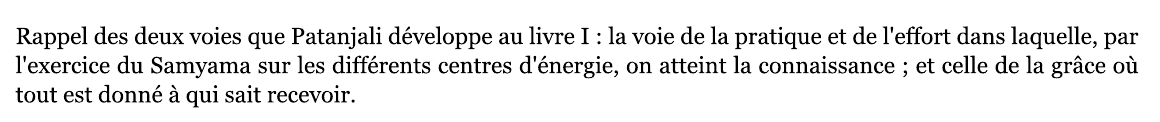 Rappel des deux voies que Patanjali développe au livre I : la voie de la pratique et de l'effort dans laquelle, par
l'exercice du Samyama sur les différents centres d'énergie, on atteint la connaissance ; et celle de la grâce où
tout est donné à qui sait recevoir.